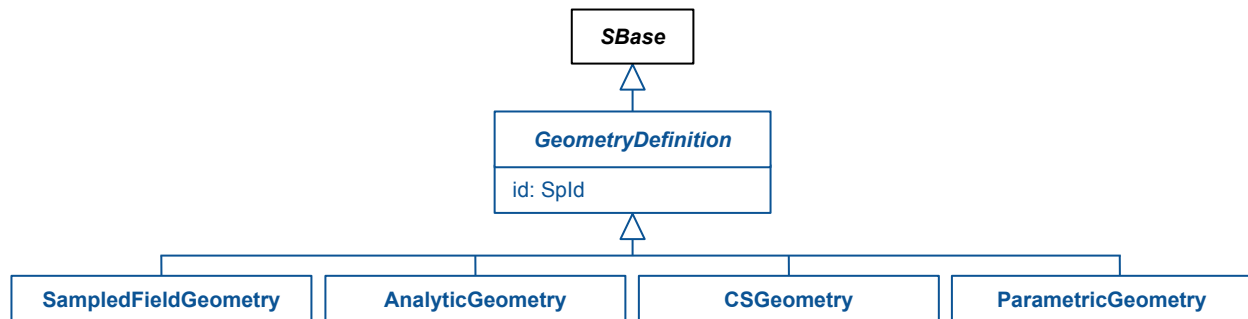 SBase
GeometryDefinition
id: SpId
SampledFieldGeometry
AnalyticGeometry
CSGeometry
ParametricGeometry